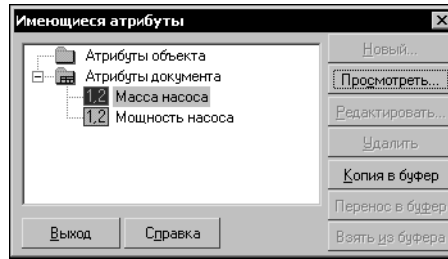 Имеющиеся атрибуты
Атрибуты объекта
Атрибуты документа
1,2 Масса насоса
1,2 Мощность насоса
Новый...
Просмотреть...
Редактировать...
Удалить
Копия в буфер
Перенос в буфер
Взять из буфера
Выход
Справка